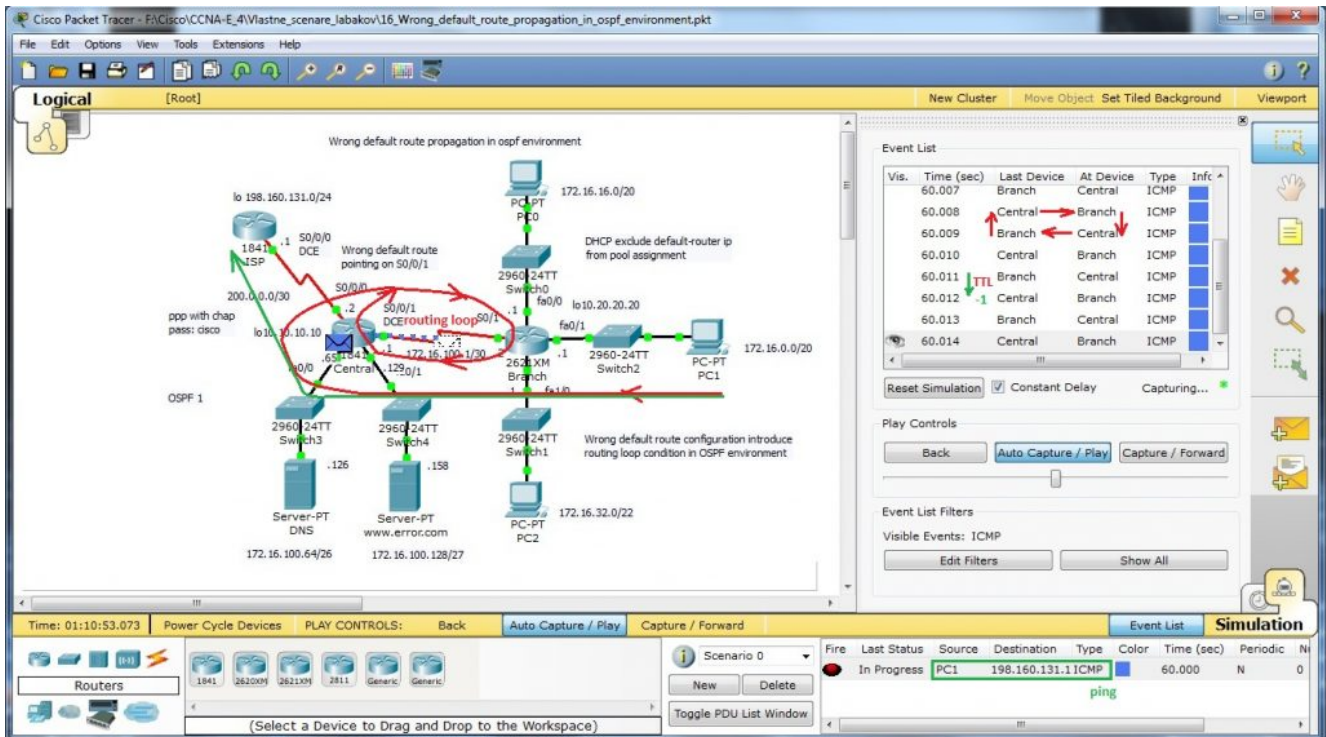 Cisco Packet Tracer - F:\Cisco\CCNA-E_4\Vlastne_scenare_labakov\16_Wrong_default_route_propagation_in_ospf_environment.pkt
File Edit Options View Tools Extensions Help
Logical [Root] New Cluster Move Object Set Tiled Background Viewport
Wrong default route propagation in ospf environment
lo 198.160.131.0/24
1841
ISP
.1 S0/0/0
DCE
Wrong default route
pointing on S0/0/1
200.0.0.0/30
S0/0/0
.2
S0/0/1
DCE
routing loop
S0/1
ppp with chap
pass: cisco
lo10.10.10.10
1841
Central
.1
172.16.100.1/30
.65
fa0/0
.129
OSPF 1
PC-PT
PC0
172.16.16.0/20
DHCP exclude default-router ip
from pool assignment
2960-24TT
Switch0
.1 fa0/0 lo10.20.20.20
fa0/1
.1
2621XM
Branch
2960-24TT
Switch2
PC-PT
PC1
172.16.0.0/20
.1 fa1/0
2960-24TT
Switch3
2960-24TT
Switch4
2960-24TT
Switch1
Wrong default route configuration introduce
routing loop condition in OSPF environment
.126
.158
Server-PT
DNS
Server-PT
www.error.com
PC-PT
PC2
172.16.32.0/22
172.16.100.64/26
172.16.100.128/27
Event List
Vis. Time (sec) Last Device At Device Type Info
60.007 Branch Central ICMP
60.008 Central Branch ICMP
60.009 Branch Central ICMP
60.010 Central Branch ICMP
60.011 TTL Branch Central ICMP
60.012 -1 Central Branch ICMP
60.013 Branch Central ICMP
60.014 Central Branch ICMP
Reset Simulation Constant Delay Capturing...
Play Controls
Back Auto Capture / Play Capture / Forward
Event List Filters
Visible Events: ICMP
Edit Filters Show All
Time: 01:10:53.073 Power Cycle Devices PLAY CONTROLS: Back Auto Capture / Play Capture / Forward Event List Simulation
Routers
1841 2620XM 2621XM 2811 Generic Generic
(Select a Device to Drag and Drop to the Workspace)
Scenario 0
New Delete
Toggle PDU List Window
Fire Last Status Source Destination Type Color Time (sec) Periodic
In Progress PC1 198.160.131.1 ICMP 60.000 N 0
ping